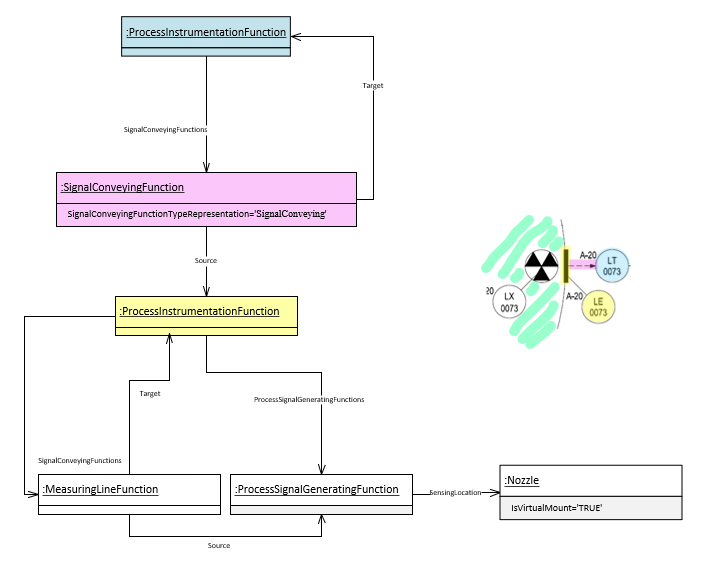 :ProcessInstrumentationFunction
Target
SignalConveyingFunctions
:SignalConveyingFunction
SignalConveyingFunctionTypeRepresentation='SignalConveying'
Source
A-20
LT
0073
20
LX
0073
A-20
LE
0073
:ProcessInstrumentationFunction
Target
ProcessSignalGeneratingFunctions
SignalConveyingFunctions
:MeasuringLineFunction
:ProcessSignalGeneratingFunction
SensingLocation
:Nozzle
IsVirtualMount='TRUE'
Source